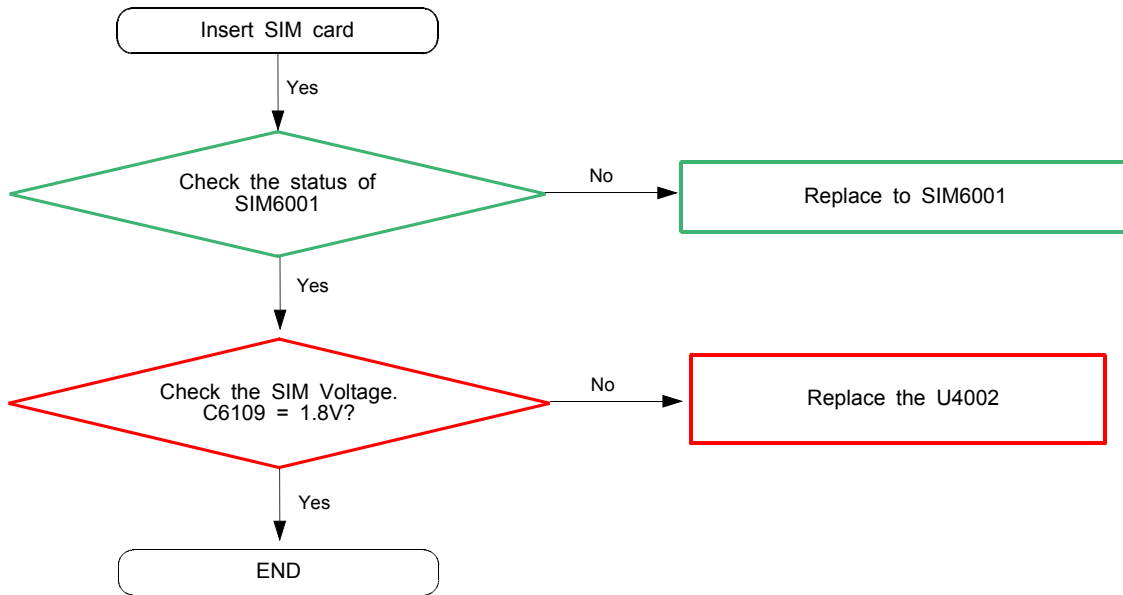 Insert SIM card
Yes
Check the status of
SIM6001
No
Replace to SIM6001
Yes
Check the SIM Voltage.
C6109 = 1.8V?
No
Replace the U4002
Yes
END